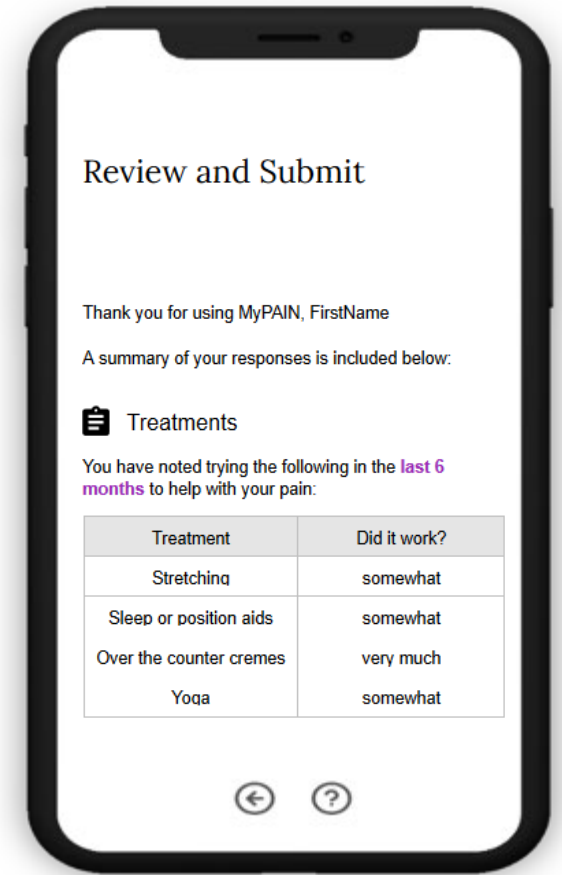 Review and Submit
Thank you for using MyPAIN, FirstName
A summary of your responses is included below:
Treatments
You have noted trying the following in the last 6
months to help with your pain:
Treatment Did it work?
Stretching somewhat
Sleep or position aids somewhat
Over the counter cremes very much
Yoga somewhat
?